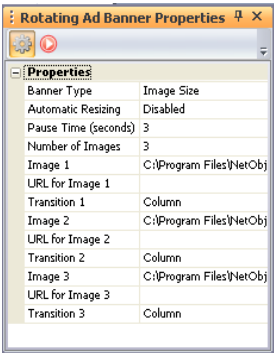 Rotating Ad Banner Properties
Properties
Banner Type Image Size
Automatic Resizing Disabled
Pause Time (seconds) 3
Number of Images 3
Image 1 C:\Program Files\NetObj
URL for Image 1
Transition 1 Column
Image 2 C:\Program Files\NetObj
URL for Image 2
Transition 2 Column
Image 3 C:\Program Files\NetObj
URL for Image 3
Transition 3 Column